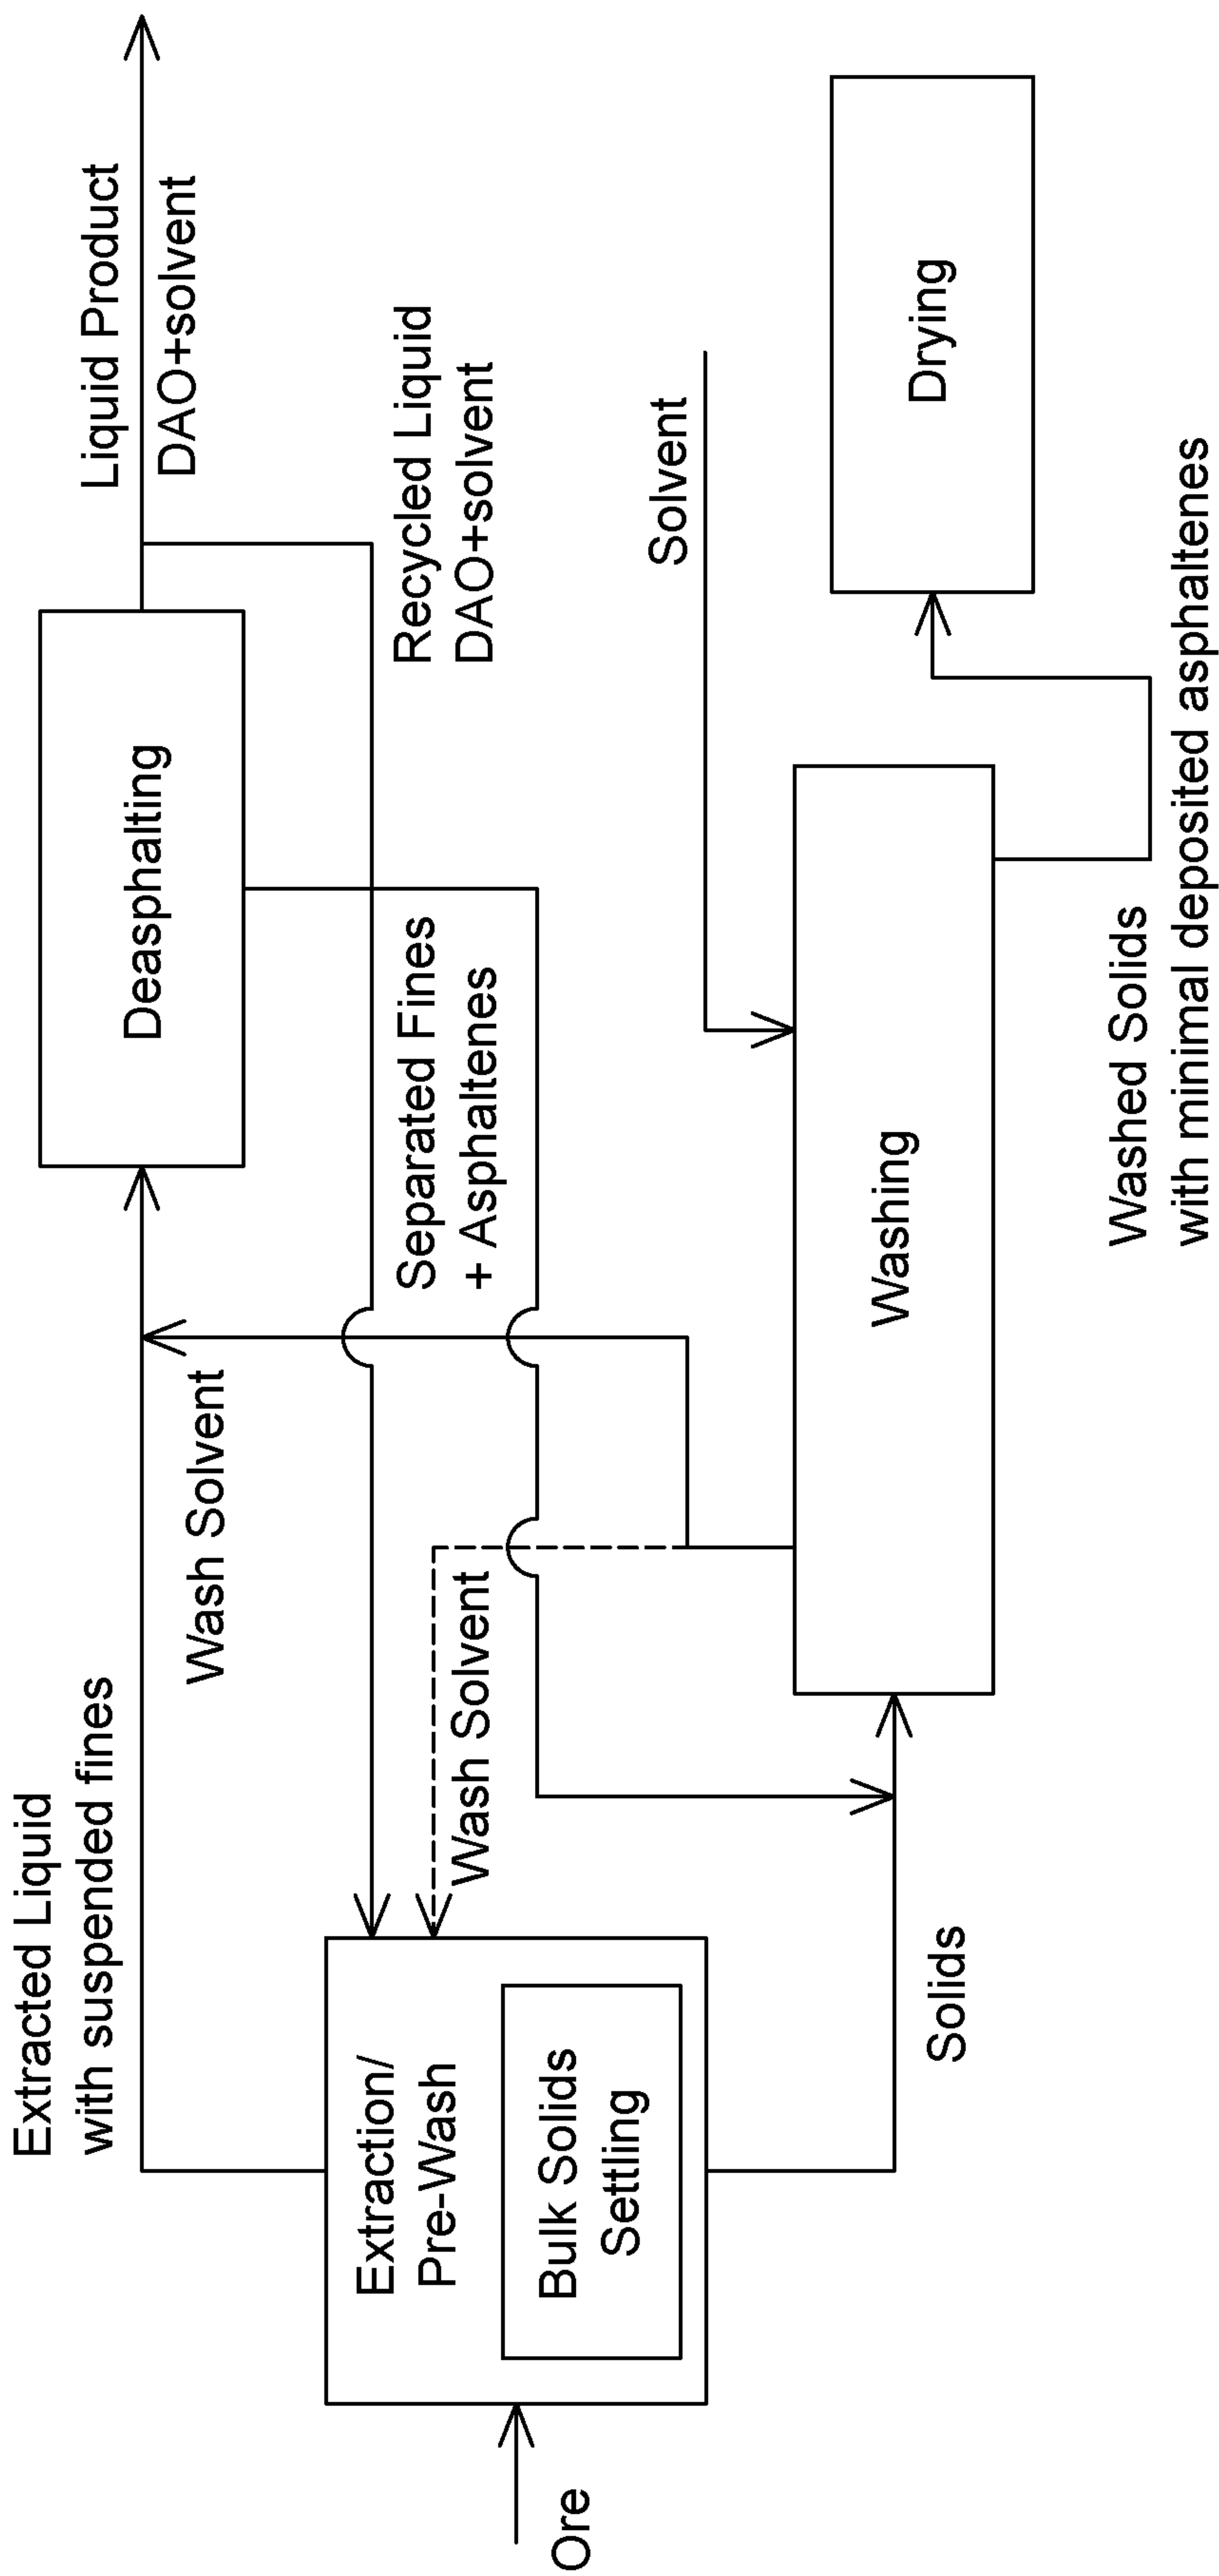 Extracted Liquid
with suspended fines
Wash Solvent
Deasphalting
Liquid Product
DAO+solvent
Recycled Liquid
DAO+solvent
Separated Fines
+ Asphaltenes
Wash Solvent
Extraction/
Pre-Wash
Bulk Solids
Settling
Ore
Solids
Solvent
Washing
Drying
Washed Solids
with minimal deposited asphaltenes